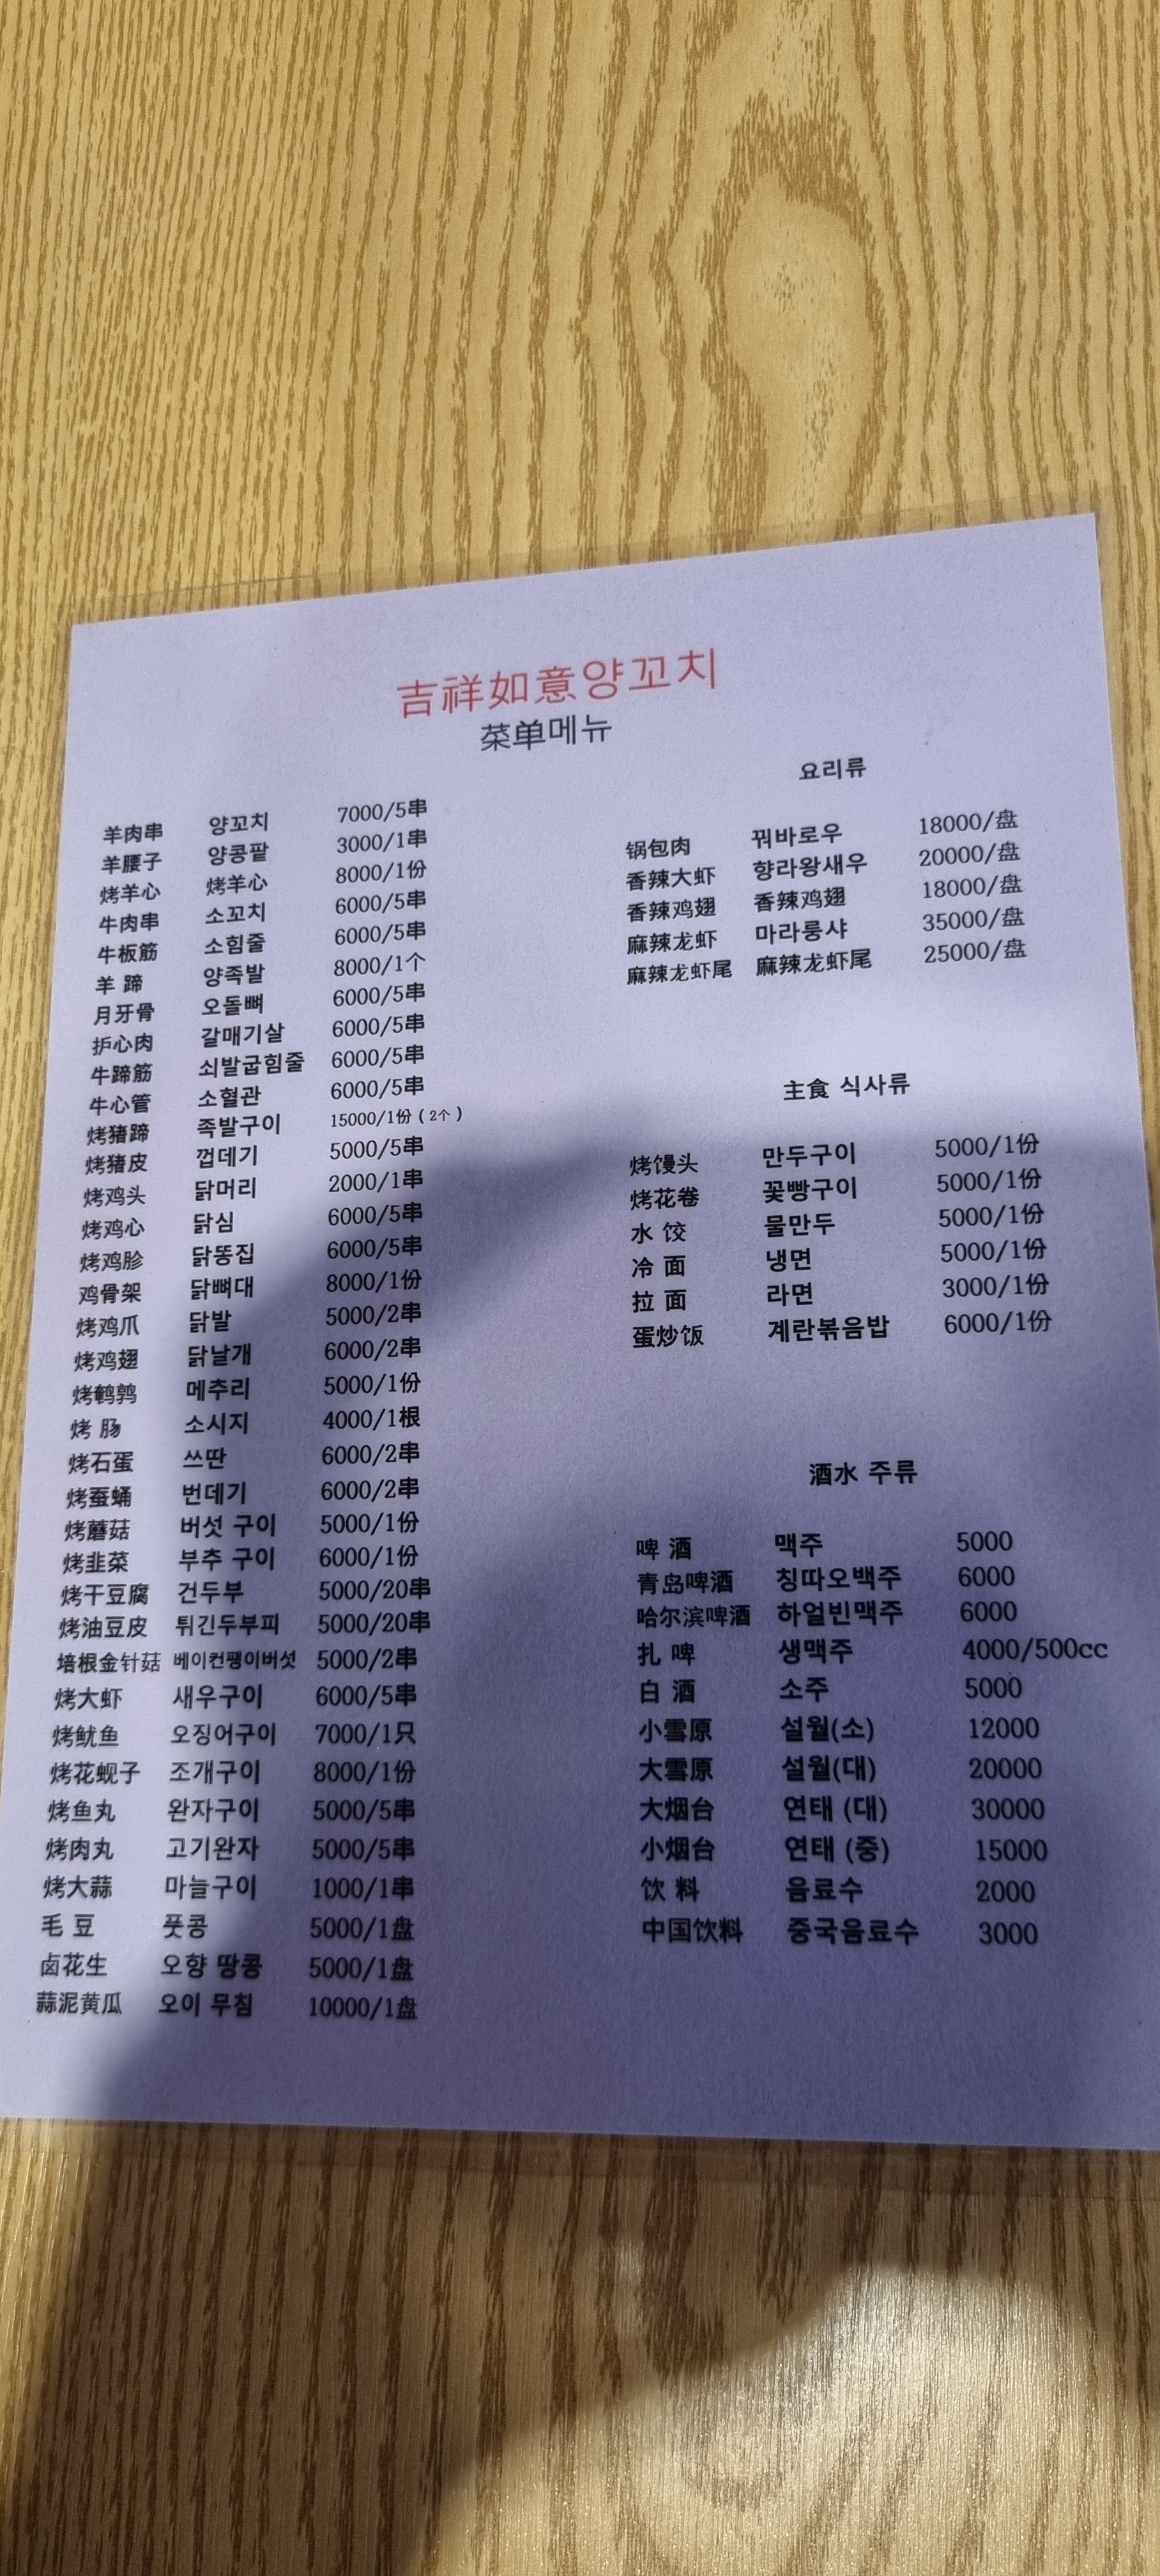 吉祥如意양꼬치
菜单메뉴
羊肉串 양꼬치 7000/5串
羊腰子 양콩팥 3000/1串
烤羊心 烤羊心 8000/1份
牛肉串 소꼬치 6000/5串
牛板筋 소힘줄 6000/5串
羊 蹄 양족발 8000/1个
月牙骨 오돌뼈 6000/5串
护心肉 갈매기살 6000/5串
牛蹄筋 쇠발굽힘줄 6000/5串
牛心管 소혈관 6000/5串
烤猪蹄 족발구이 15000/1份 ( 2个 )
烤猪皮 껍데기 5000/5串
烤鸡头 닭머리 2000/1串
烤鸡心 닭심 6000/5串
烤鸡胗 닭똥집 6000/5串
鸡骨架 닭뼈대 8000/1份
烤鸡爪 닭발 5000/2串
烤鸡翅 닭날개 6000/2串
烤鹌鹑 메추리 5000/1份
烤 肠 소시지 4000/1根
烤石蛋 쓰딴 6000/2串
烤蚕蛹 번데기 6000/2串
烤蘑菇 버섯 구이 5000/1份
烤韭菜 부추 구이 6000/1份
烤干豆腐 건두부 5000/20串
烤油豆皮 튀긴두부피 5000/20串
培根金针菇 베이컨팽이버섯 5000/2串
烤大虾 새우구이 6000/5串
烤鱿鱼 오징어구이 7000/1只
烤花蚬子 조개구이 8000/1份
烤鱼丸 완자구이 5000/5串
烤肉丸 고기완자 5000/5串
烤大蒜 마늘구이 1000/1串
毛 豆 풋콩 5000/1盘
卤花生 오향 땅콩 5000/1盘
蒜泥黄瓜 오이 무침 10000/1盘
요리류
锅包肉 꿔바로우 18000/盘
香辣大虾 향라왕새우 20000/盘
香辣鸡翅 香辣鸡翅 18000/盘
麻辣龙虾 마라룽샤 35000/盘
麻辣龙虾尾 麻辣龙虾尾 25000/盘
主食 식사류
烤馒头 만두구이 5000/1份
烤花卷 꽃빵구이 5000/1份
水 饺 물만두 5000/1份
冷 面 냉면 5000/1份
拉 面 라면 3000/1份
蛋炒饭 계란볶음밥 6000/1份
酒水 주류
啤 酒 맥주 5000
青岛啤酒 칭따오백주 6000
哈尔滨啤酒 하얼빈맥주 6000
扎 啤 생맥주 4000/500cc
白 酒 소주 5000
小雪原 설월(소) 12000
大雪原 설월(대) 20000
大烟台 연태 (대) 30000
小烟台 연태 (중) 15000
饮 料 음료수 2000
中国饮料 중국음료수 3000